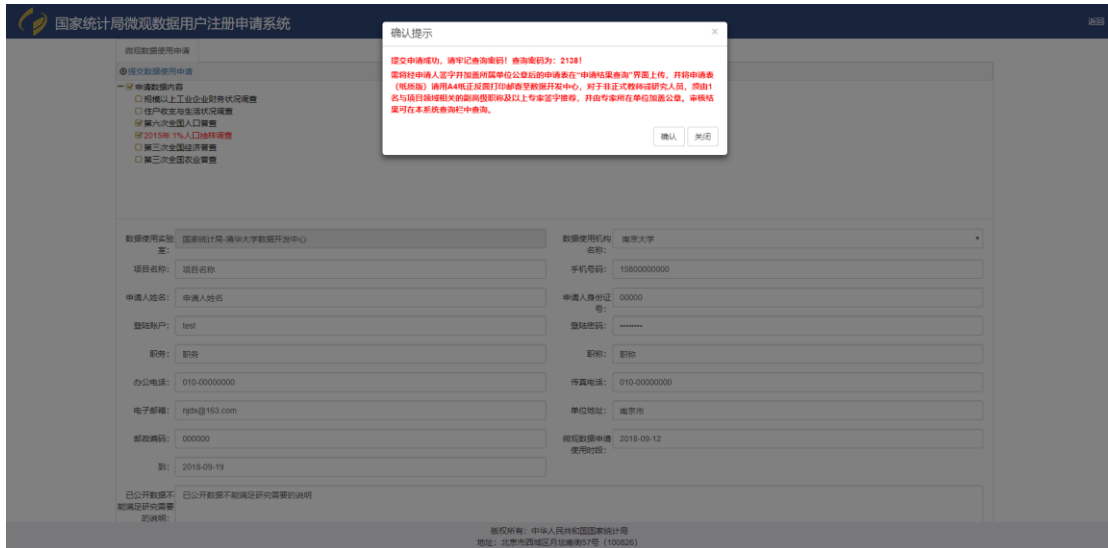 国家统计局微观数据用户注册申请系统
返回
确认提示
×
提交申请成功，请牢记查询密码！查询密码为：2138！
需将经申请人签字并加盖所属单位公章后的申请表在“申请结果查询”界面上传，并将申请表
（纸质版）请用A4纸正反面打印邮寄至数据开发中心，对于非正式教师或研究人员，须由1
名与项目领域相关的副高级职称及以上专家签字推荐，并由专家所在单位加盖公章。审核结
果可在本系统查询栏中查询。
确认
关闭
微观数据使用申请
提交数据使用申请
申请数据内容
规模以上工业企业财务状况调查
住户收支与生活状况调查
第六次全国人口普查
2015年 1%人口抽样调查
第三次全国经济普查
第三次全国农业普查
数据使用实验
室：
国家统计局-清华大学数据开发中心
数据使用机构
名称：
南京大学
项目名称：
项目名称
手机号码：
15800000000
申请人姓名：
申请人姓名
申请人身份证
号：
00000
登陆账户：
test
登陆密码：
••••••••
职务：
职务
职称：
职称
办公电话：
010-00000000
传真电话：
010-00000000
电子邮箱：
njdx@163.com
单位地址：
南京市
邮政编码：
000000
微观数据申请
使用时段：
2018-09-12
到：
2018-09-19
已公开数据不
能满足研究需要
的说明：
已公开数据不能满足研究需要的说明
版权所有：中华人民共和国国家统计局
地址：北京市西城区月坛南街57号（100826）